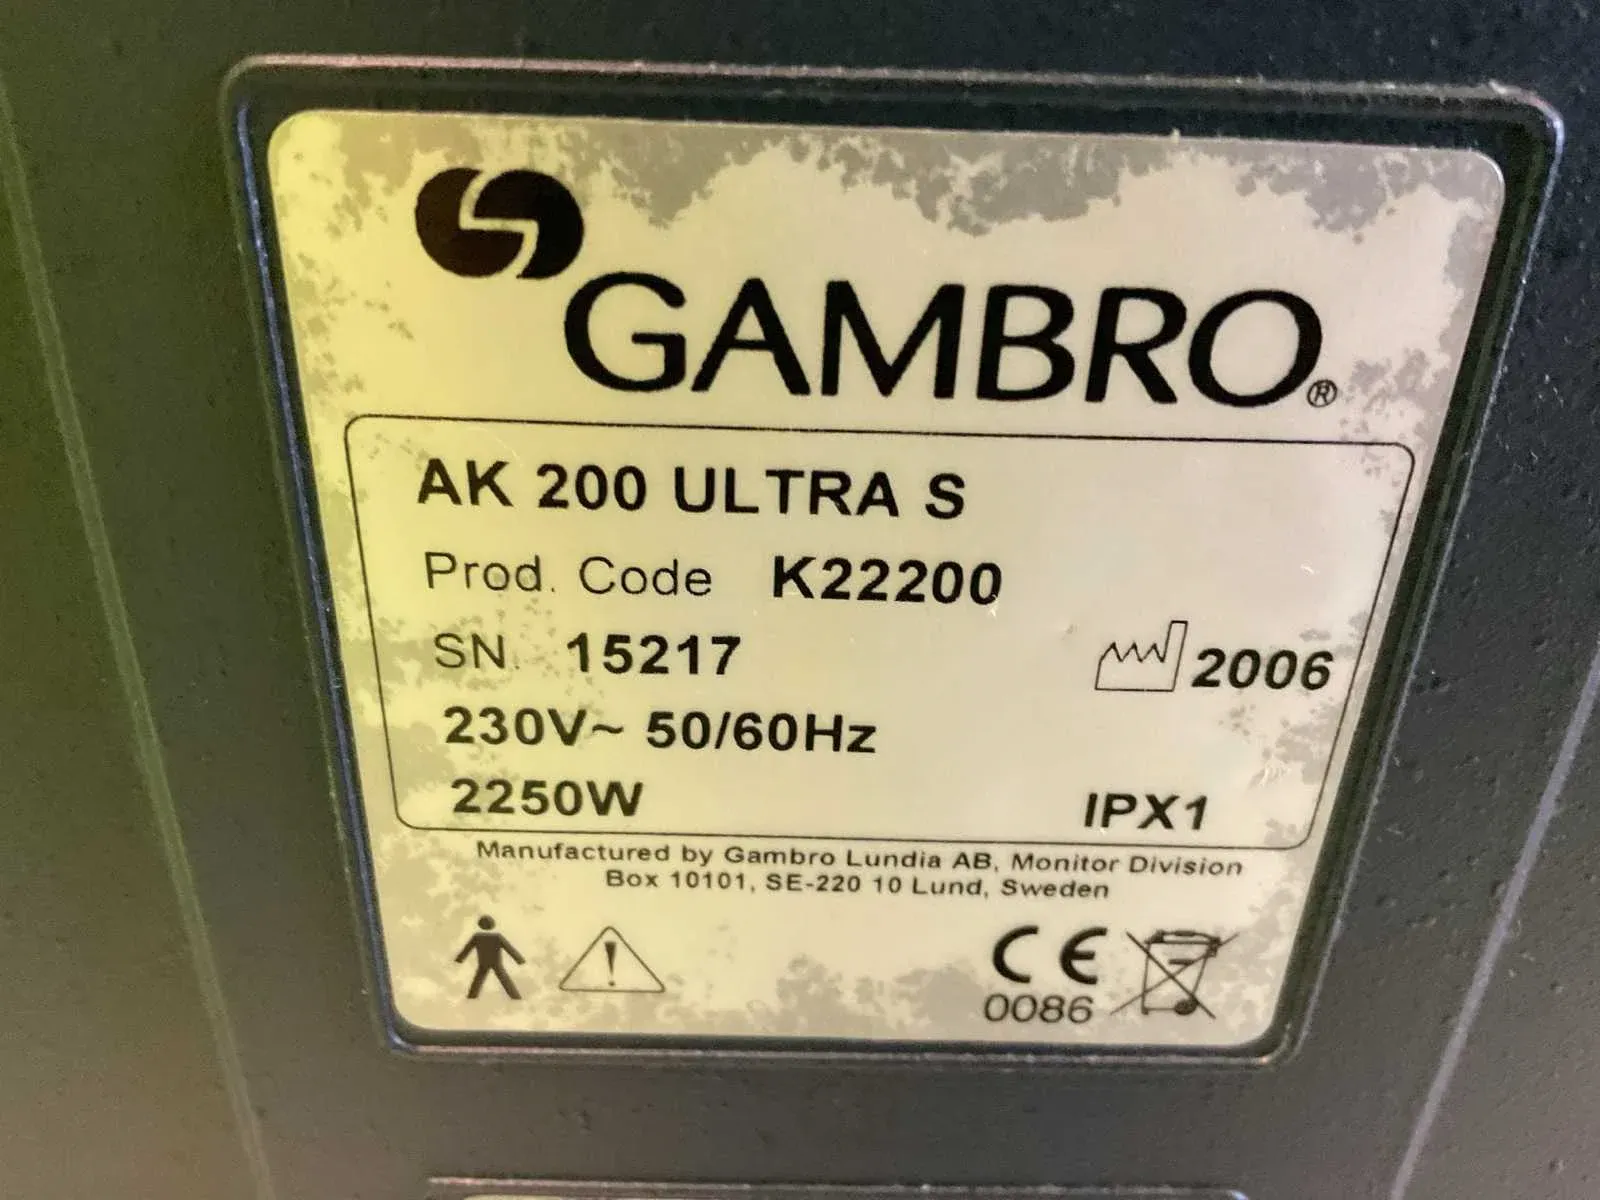 GAMBRO®
AK 200 ULTRA S
Prod. Code K22200
SN. 15217
2006
230V~ 50/60Hz
2250W IPX1
Manufactured by Gambro Lundia AB, Monitor Division
Box 10101, SE-220 10 Lund, Sweden
CE
0086